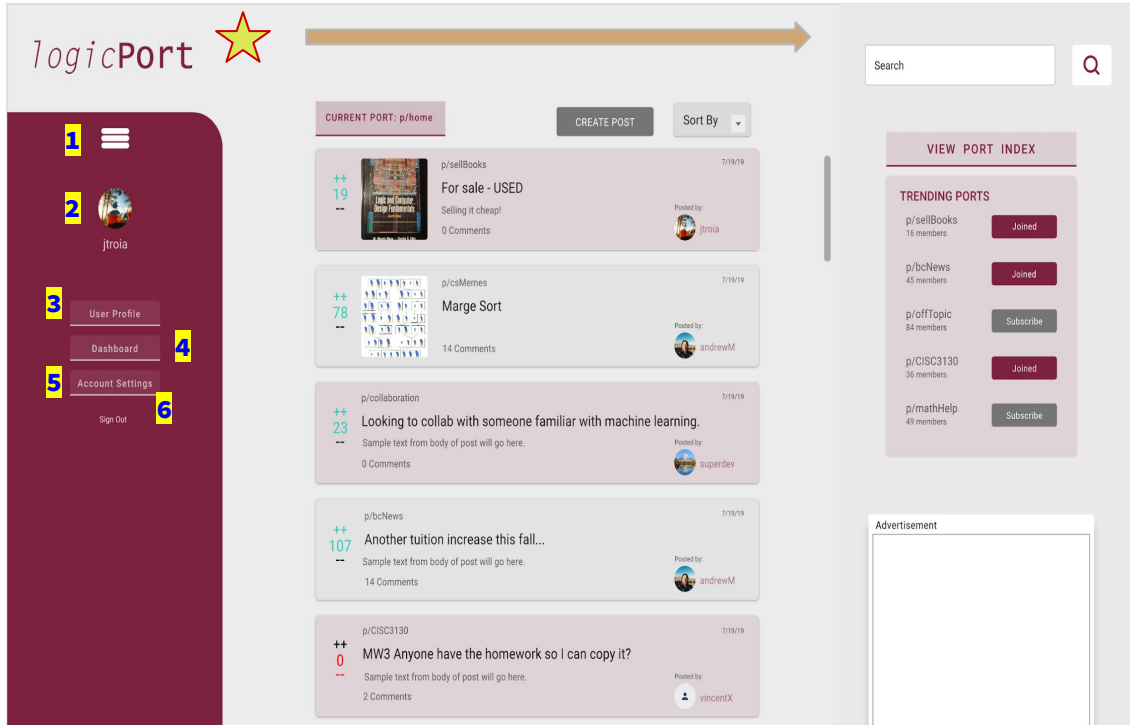 logicPort
Search
1
2
jtroia
3
User Profile
Dashboard
4
5
Account Settings
6
Sign Out
CURRENT PORT: p/home
CREATE POST
Sort By
++
19
--
Logic and Computer
Design Fundamentals
p/sellBooks
7/19/19
For sale - USED
Selling it cheap!
0 Comments
Posted by:
jtroia
++
78
--
p/csMemes
7/19/19
Marge Sort
14 Comments
Posted by:
andrewM
++
23
--
p/collaboration
7/19/19
Looking to collab with someone familiar with machine learning.
Sample text from body of post will go here.
0 Comments
Posted by:
superdev
++
107
--
p/bcNews
7/19/19
Another tuition increase this fall...
Sample text from body of post will go here.
14 Comments
Posted by:
andrewM
++
0
--
p/CISC3130
7/19/19
MW3 Anyone have the homework so I can copy it?
Sample text from body of post will go here.
2 Comments
Posted by:
vincentX
VIEW PORT INDEX
TRENDING PORTS
p/sellBooks
16 members
Joined
p/bcNews
45 members
Joined
p/offTopic
84 members
Subscribe
p/CISC3130
36 members
Joined
p/mathHelp
49 members
Subscribe
Advertisement